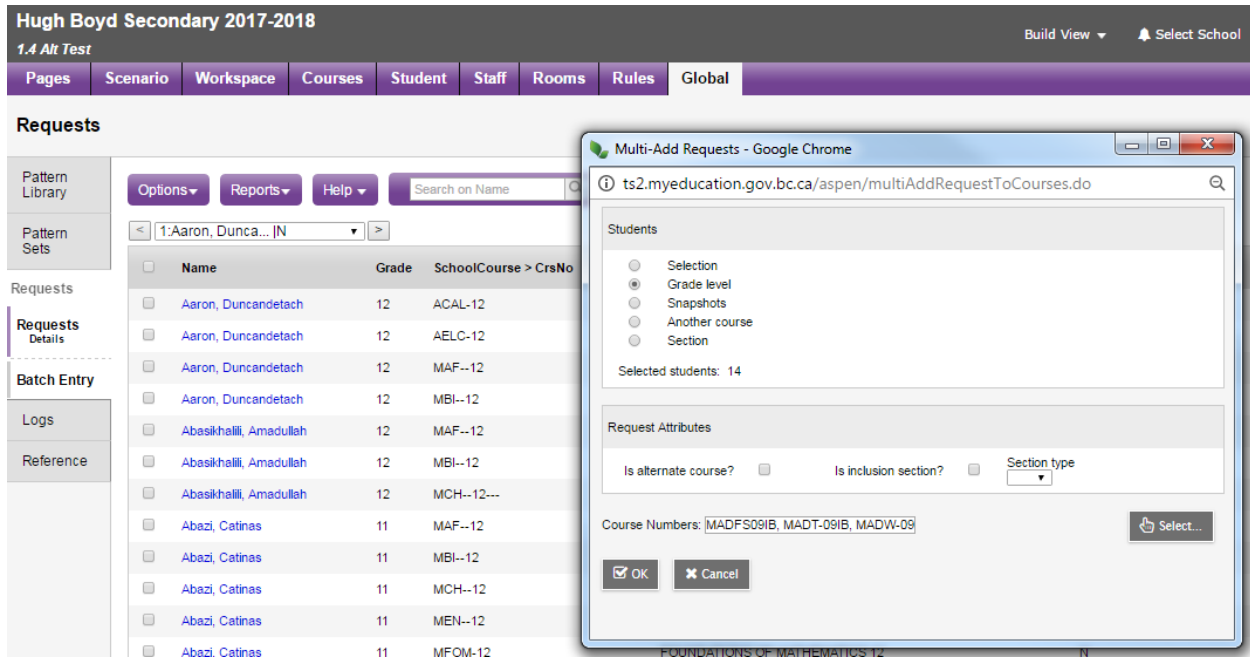 Hugh Boyd Secondary 2017-2018
1.4 Alt Test
Build View
Select School
Pages Scenario Workspace Courses Student Staff Rooms Rules Global
Requests
Pattern
Library
Pattern
Sets
Requests
Requests
Details
Batch Entry
Logs
Reference
Options Reports Help Search on Name
< 1:Aaron, Dunca... |N >
Name Grade SchoolCourse > CrsNo
Aaron, Duncandetach 12 ACAL-12
Aaron, Duncandetach 12 AELC-12
Aaron, Duncandetach 12 MAF--12
Aaron, Duncandetach 12 MBI--12
Abasikhalili, Amadullah 12 MAF--12
Abasikhalili, Amadullah 12 MBI--12
Abasikhalili, Amadullah 12 MCH--12---
Abazi, Catinas 11 MAF--12
Abazi, Catinas 11 MBI--12
Abazi, Catinas 11 MCH--12
Abazi, Catinas 11 MEN--12
Abazi, Catinas 11 MFOM-12 FOUNDATIONS OF MATHEMATICS 12 N
Multi-Add Requests - Google Chrome
ts2.myeducation.gov.bc.ca/aspen/multiAddRequestToCourses.do
Students
Selection
Grade level
Snapshots
Another course
Section
Selected students: 14
Request Attributes
Is alternate course? Is inclusion section? Section type
Course Numbers: MADFS09IB, MADT-09IB, MADW-09
Select...
OK Cancel